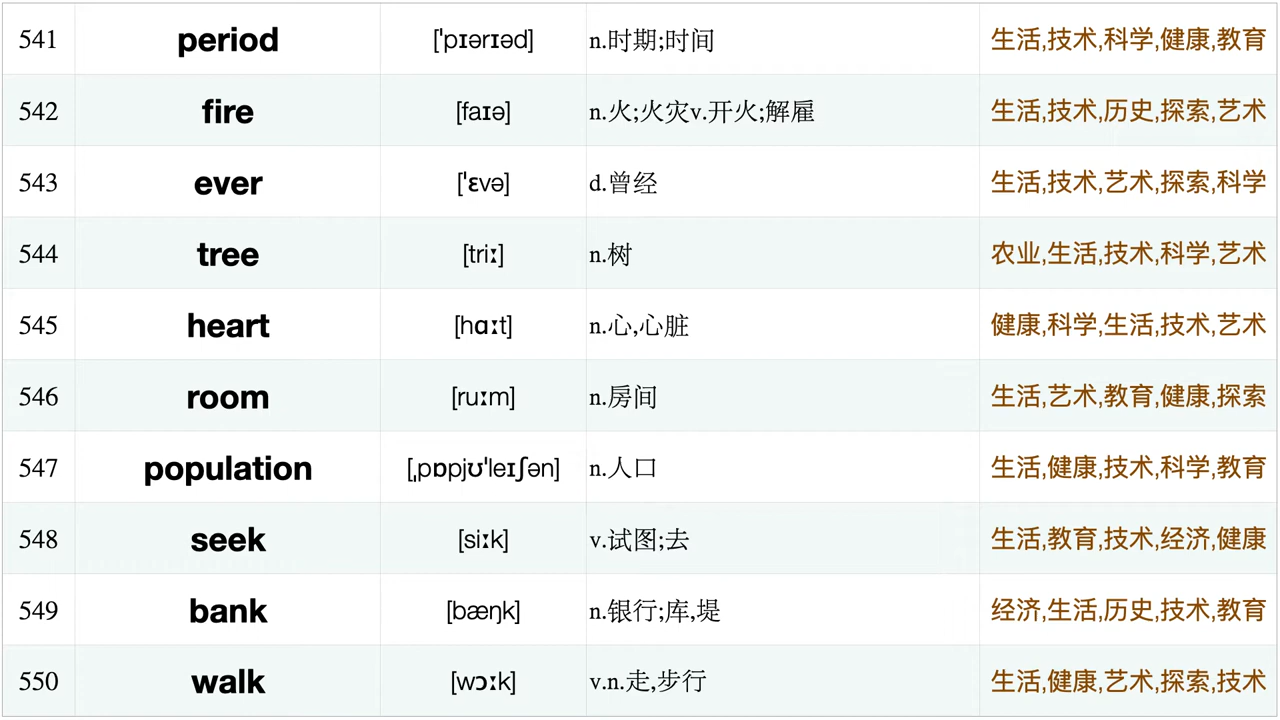 541 period [ˈpɪərɪəd] n.时期;时间 生活,技术,科学,健康,教育
542 fire [faɪə] n.火;火灾v.开火;解雇 生活,技术,历史,探索,艺术
543 ever [ˈɛvə] d.曾经 生活,技术,艺术,探索,科学
544 tree [triː] n.树 农业,生活,技术,科学,艺术
545 heart [hɑːt] n.心,心脏 健康,科学,生活,技术,艺术
546 room [ruːm] n.房间 生活,艺术,教育,健康,探索
547 population [ˌpɒpjʊˈleɪʃən] n.人口 生活,健康,技术,科学,教育
548 seek [siːk] v.试图;去 生活,教育,技术,经济,健康
549 bank [bæŋk] n.银行;库,堤 经济,生活,历史,技术,教育
550 walk [wɔːk] v.n.走,步行 生活,健康,艺术,探索,技术